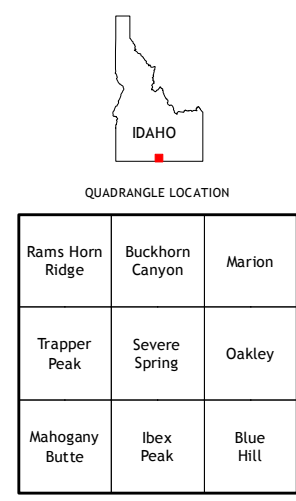 IDAHO
QUADRANGLE LOCATION
Rams Horn
Ridge
Buckhorn
Canyon
Marion
Trapper
Peak
Severe
Spring
Oakley
Mahogany
Butte
Ibex
Peak
Blue
Hill